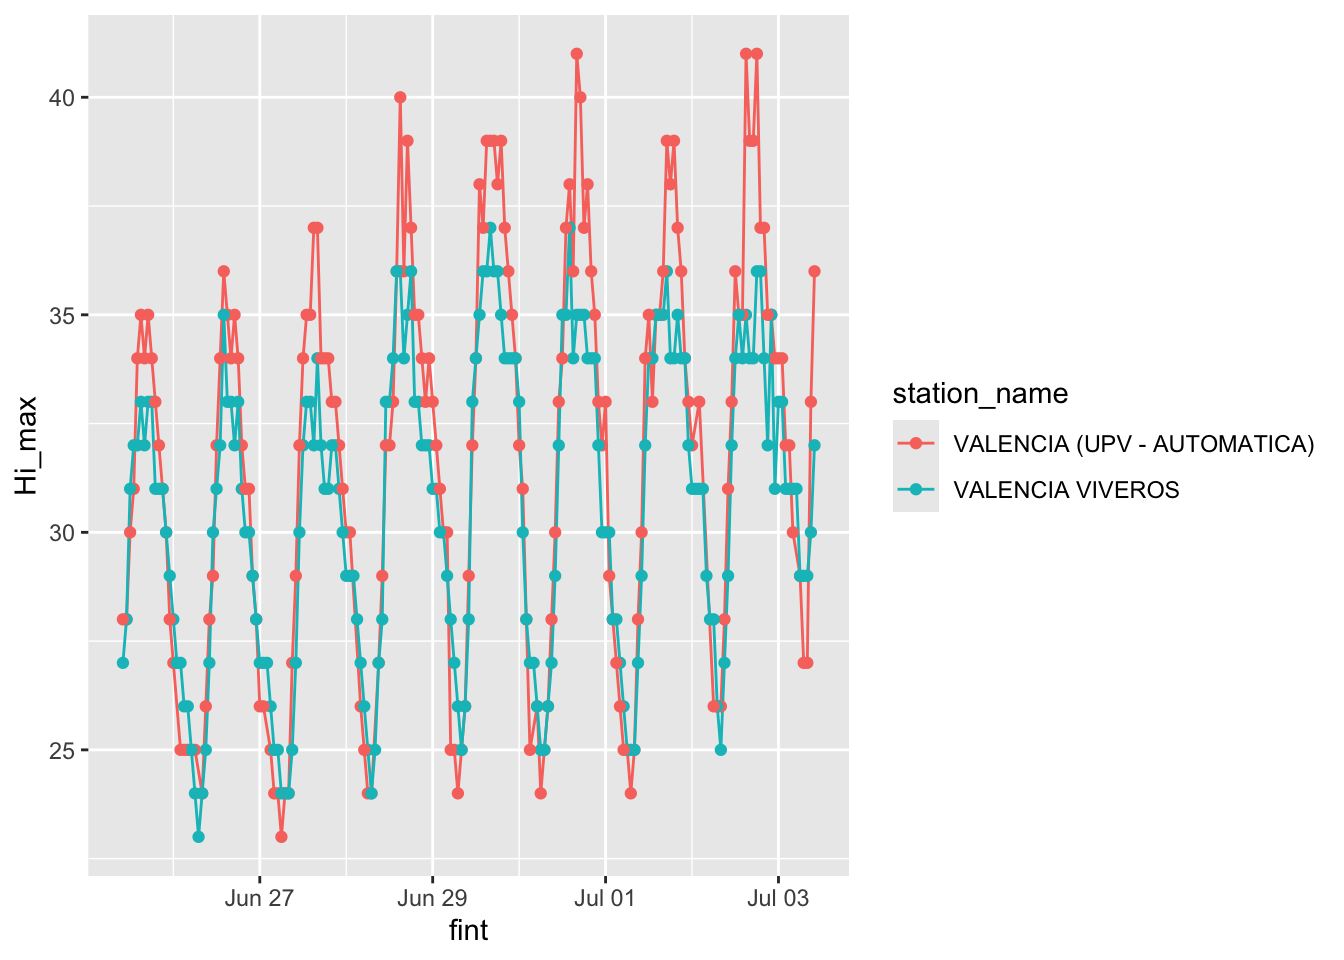 Hi_max
40
35
30
25
Jun 27
Jun 29
Jul 01
Jul 03
fint
station_name
VALENCIA (UPV - AUTOMATICA)
VALENCIA VIVEROS